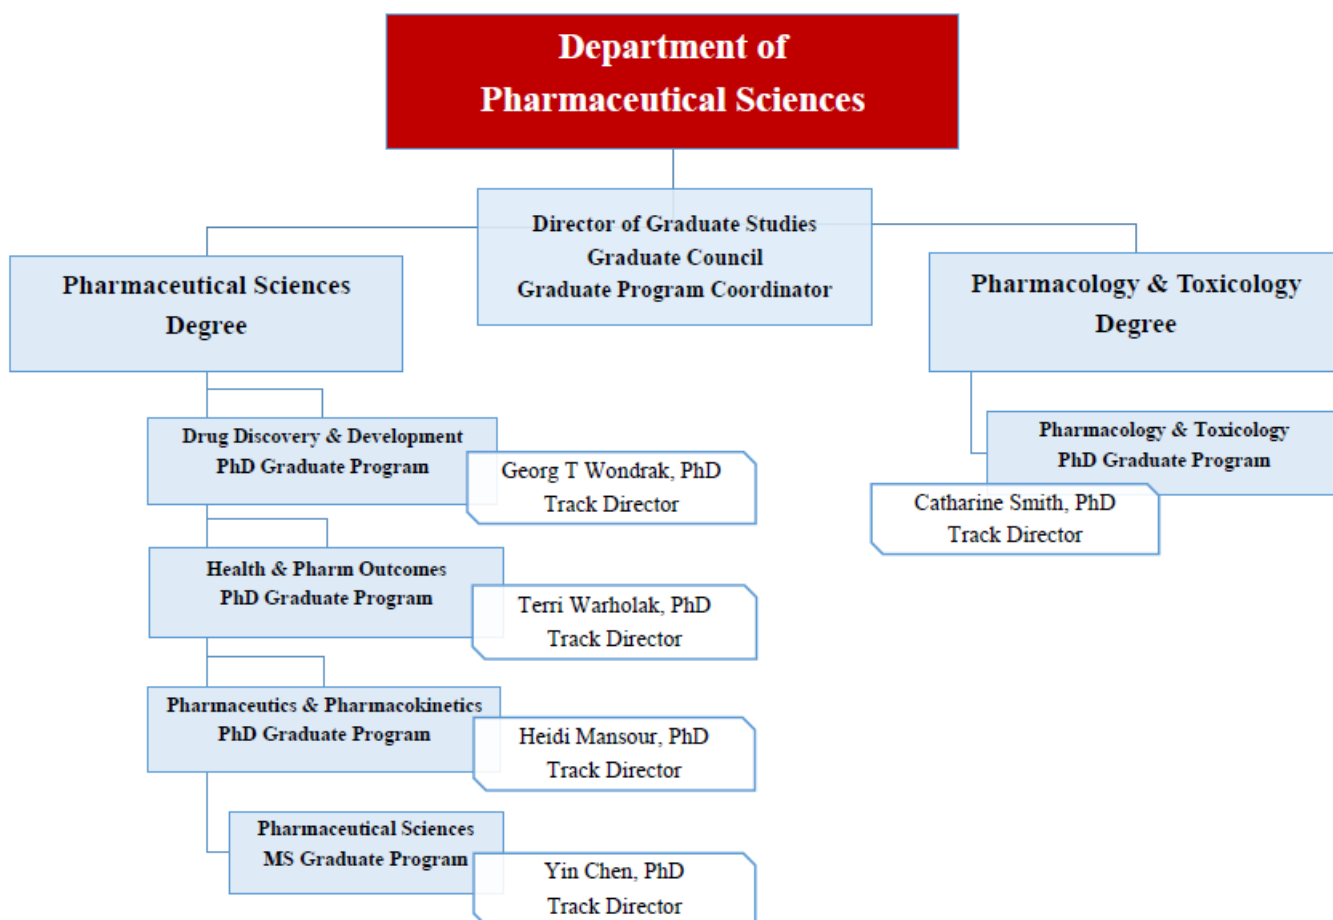 Department of
Pharmaceutical Sciences
Director of Graduate Studies
Graduate Council
Graduate Program Coordinator
Pharmaceutical Sciences
Degree
Pharmacology & Toxicology
Degree
Drug Discovery & Development
PhD Graduate Program
Georg T Wondrak, PhD
Track Director
Health & Pharm Outcomes
PhD Graduate Program
Terri Warholak, PhD
Track Director
Pharmaceutics & Pharmacokinetics
PhD Graduate Program
Heidi Mansour, PhD
Track Director
Pharmaceutical Sciences
MS Graduate Program
Yin Chen, PhD
Track Director
Pharmacology & Toxicology
PhD Graduate Program
Catharine Smith, PhD
Track Director